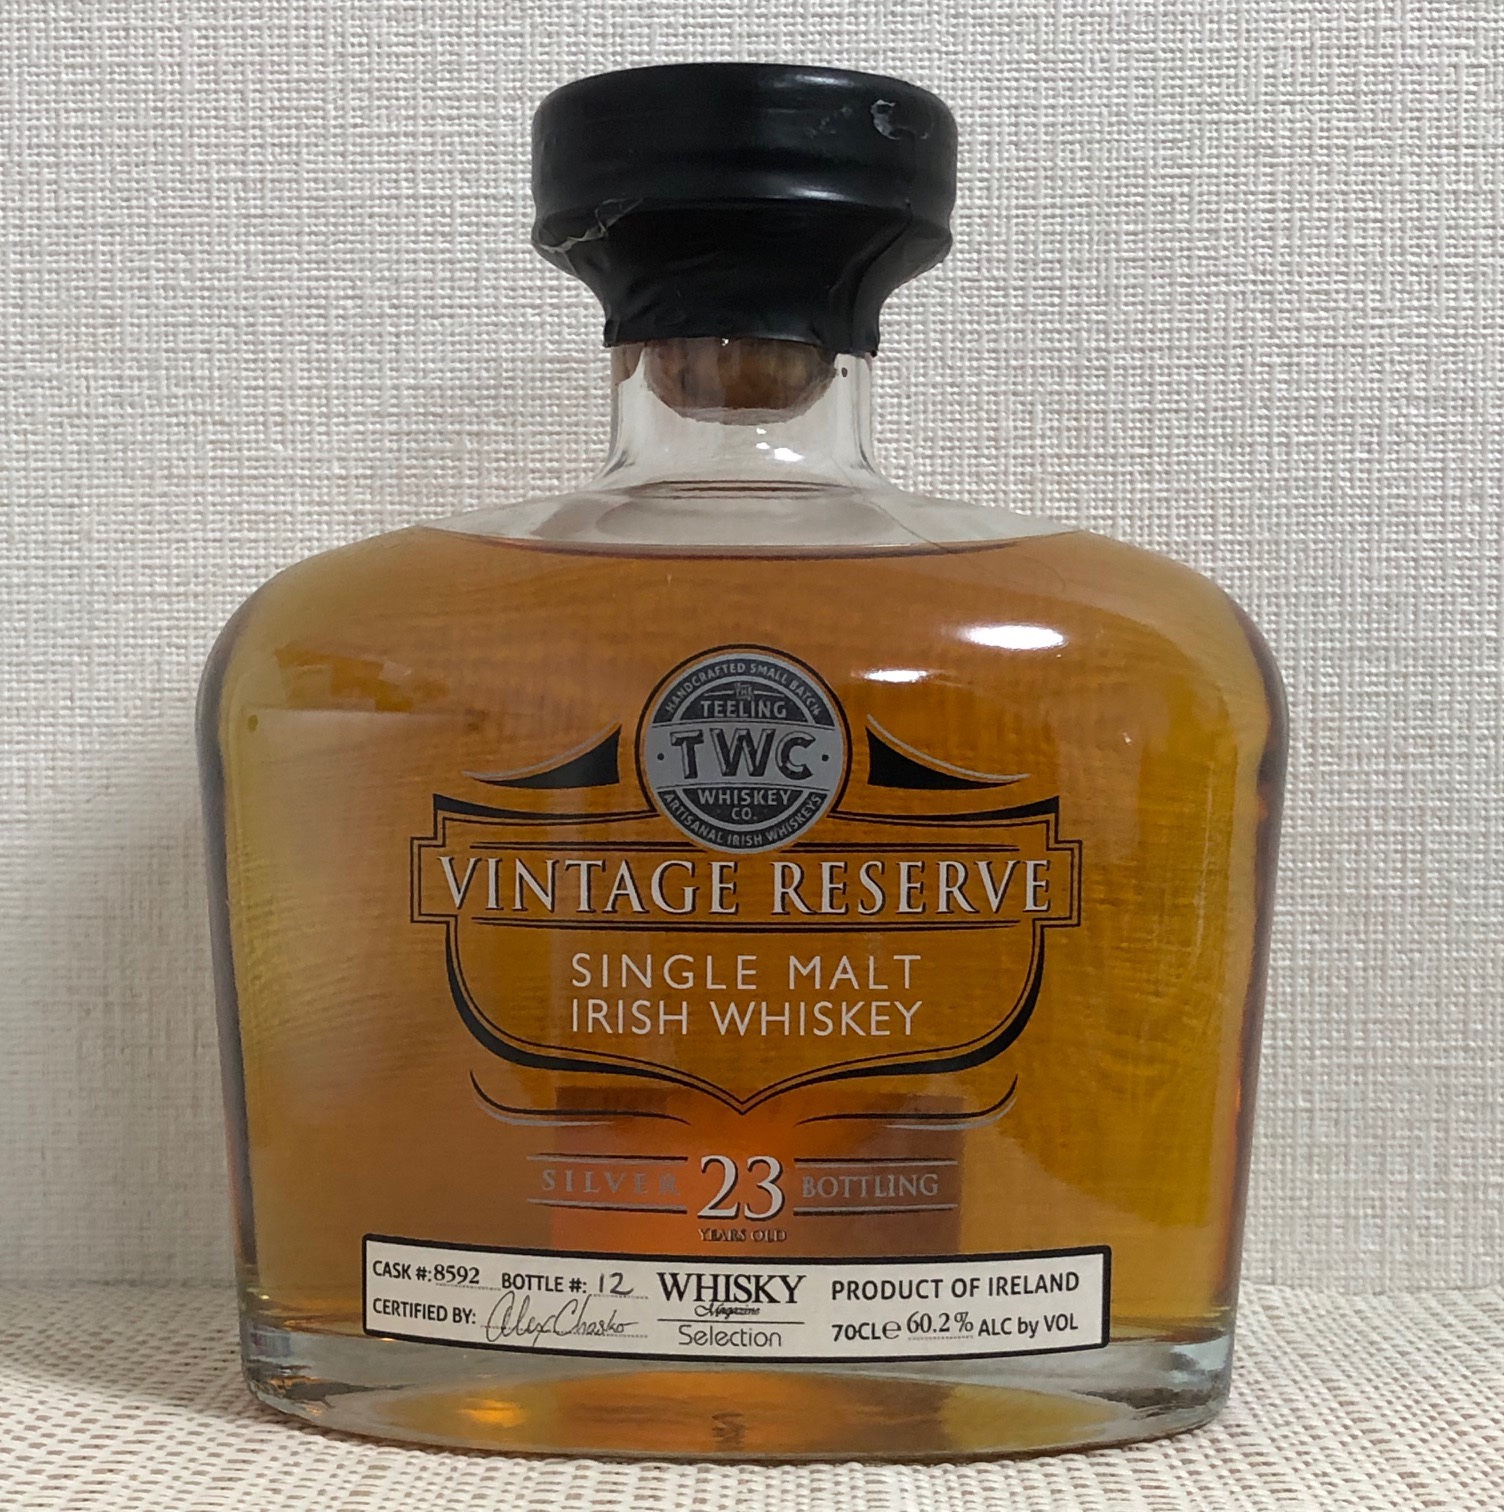 HANDCRAFTED SMALL BATCH
THE
TEELING
·TWC·
WHISKEY
CO.
ARTISANAL IRISH WHISKEYS
VINTAGE RESERVE
SINGLE MALT
IRISH WHISKEY
SILVER 23 BOTTLING
YEARS OLD
CASK #: 8592 BOTTLE #: 12
CERTIFIED BY: Alex Chasko
WHISKY
Magazine
Selection
PRODUCT OF IRELAND
70CLe 60.2% ALC by VOL